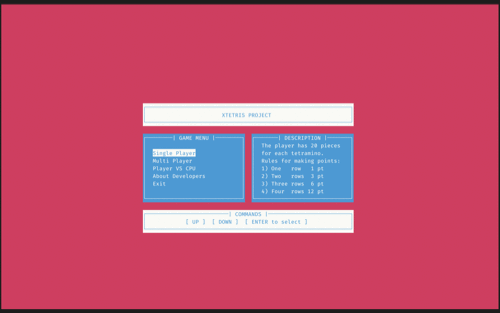 XTETRIS PROJECT
GAME MENU
Single Player
Multi Player
Player VS CPU
About Developers
Exit
DESCRIPTION
The player has 20 pieces
for each tetramino.
Rules for making points:
1) One row 1 pt
2) Two rows 3 pt
3) Three rows 6 pt
4) Four rows 12 pt
COMMANDS
[ UP ] [ DOWN ] [ ENTER to select ]